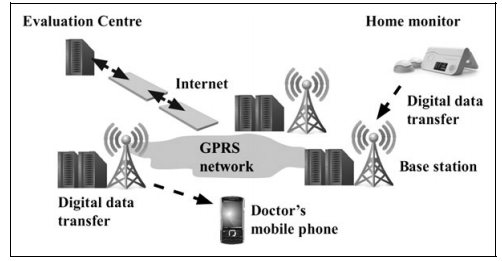 Evaluation Centre
Home monitor
Internet
Digital data
transfer
GPRS
network
Base station
Digital data
transfer
Doctor's
mobile phone